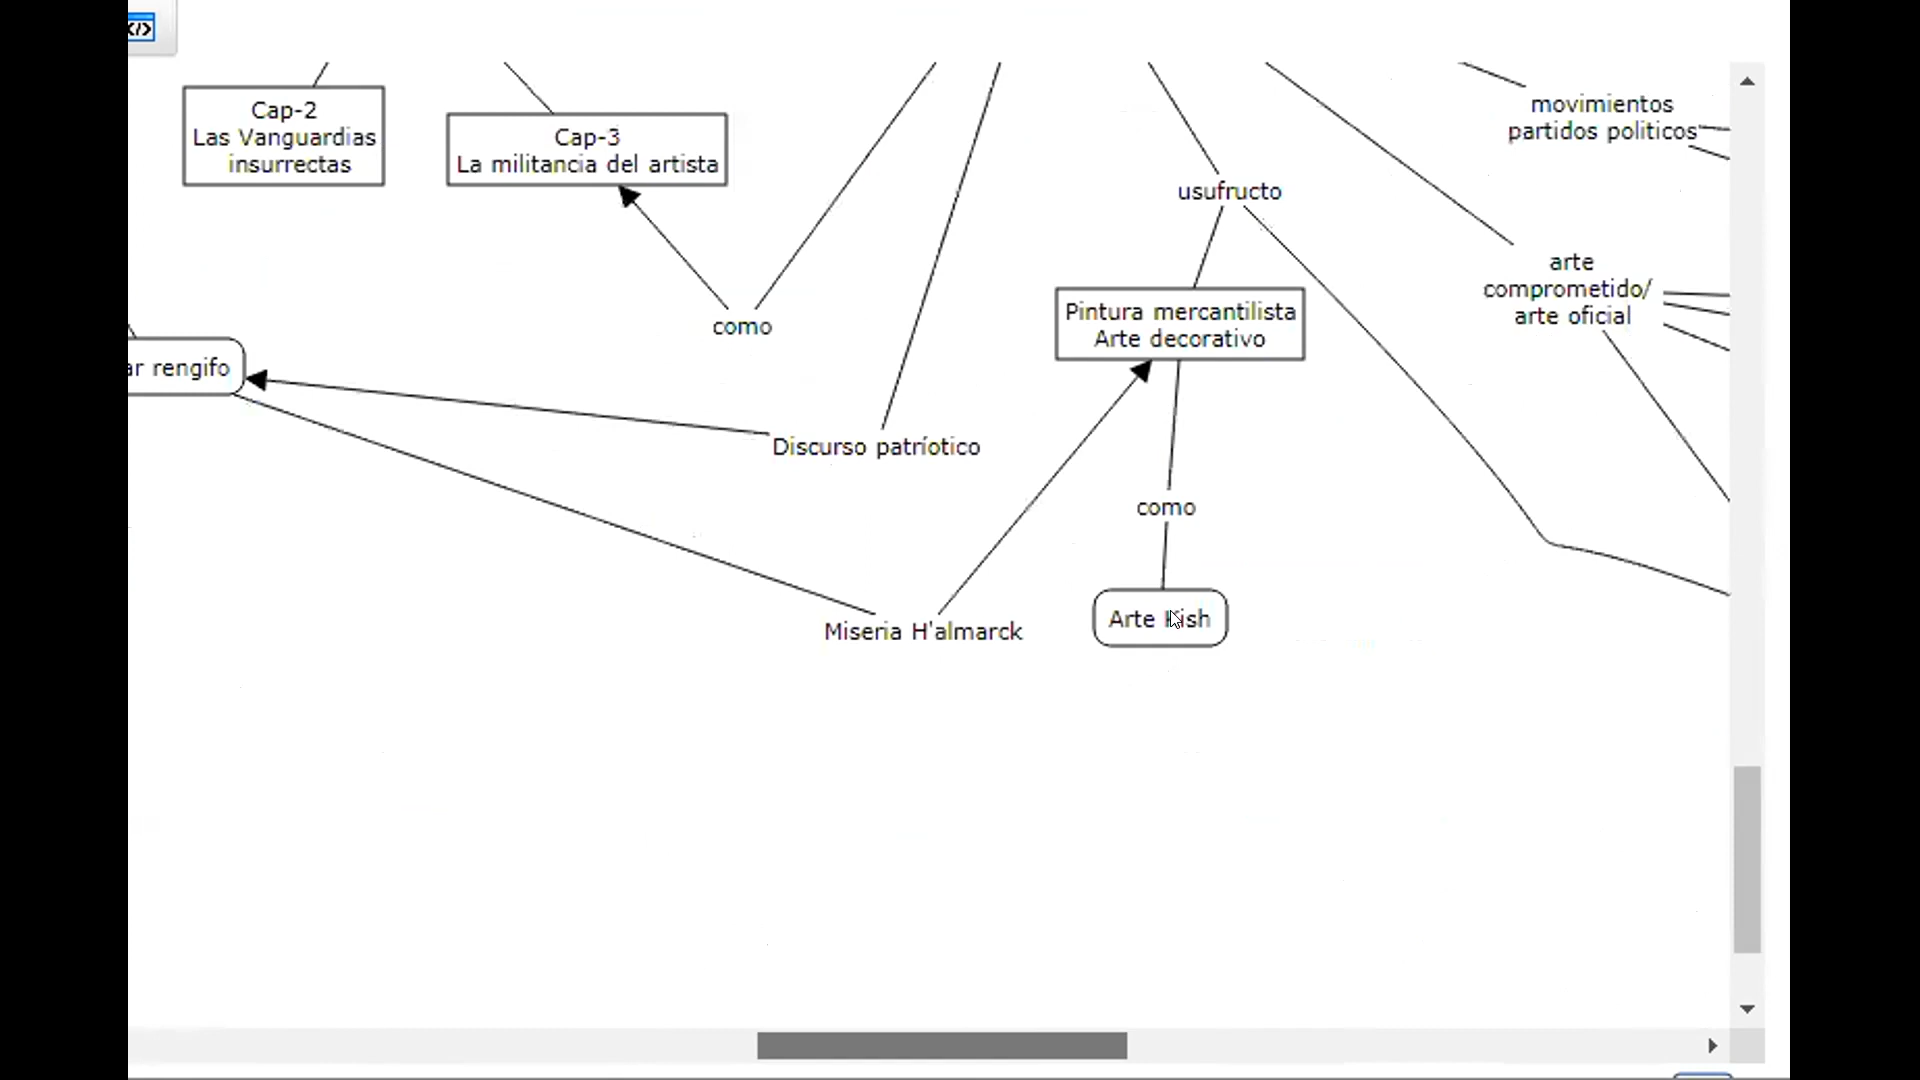 Cap-2
Las Vanguardias
insurrectas
Cap-3
La militancia del artista
movimientos
partidos politicos
usufructo
arte
comprometido/
arte oficial
Pintura mercantilista
Arte decorativo
como
ar rengifo
Discurso patríotico
como
Arte Kish
Miseria H'almarck